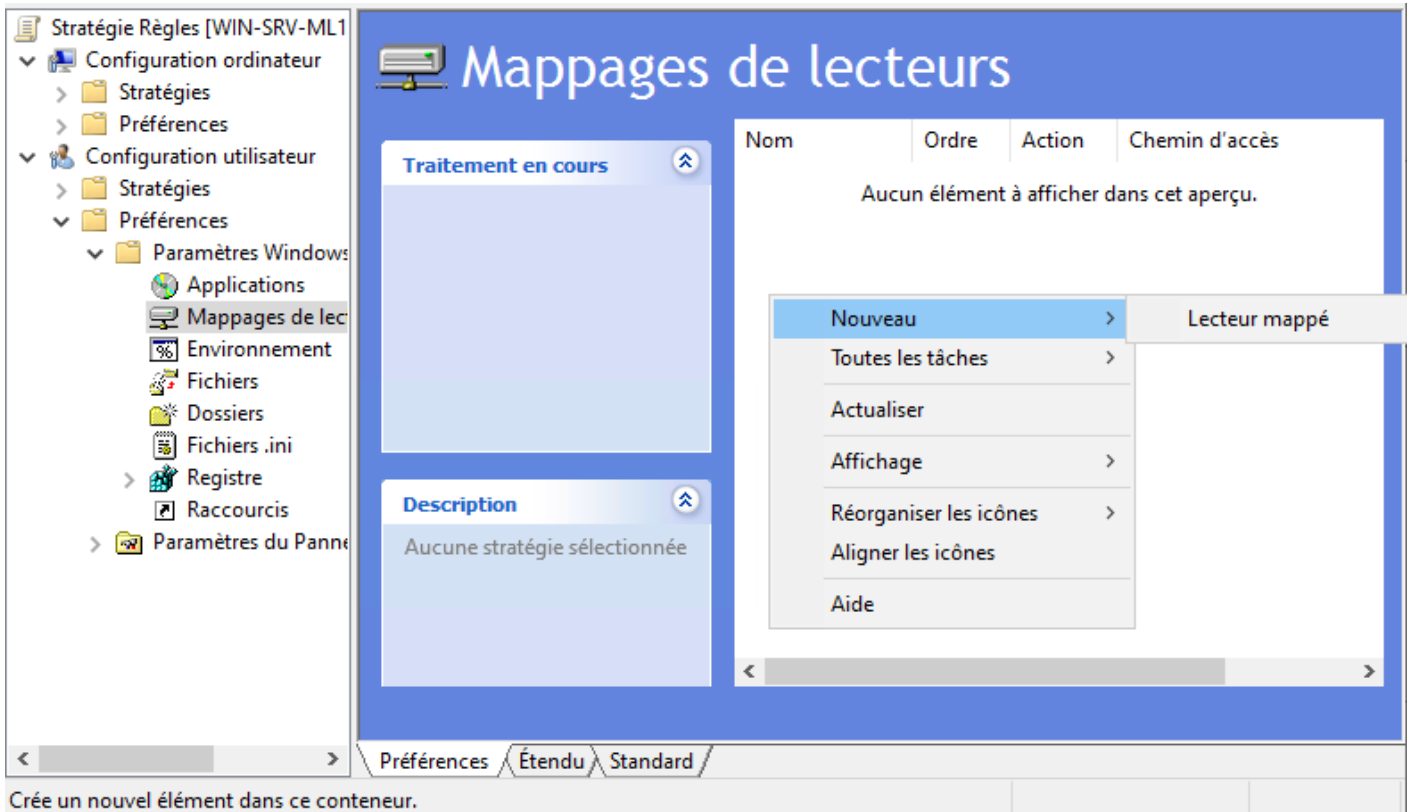 Stratégie Règles [WIN-SRV-ML1
Configuration ordinateur
Stratégies
Préférences
Configuration utilisateur
Stratégies
Préférences
Paramètres Windows
Applications
Mappages de lec
Environnement
Fichiers
Dossiers
Fichiers .ini
Registre
Raccourcis
Paramètres du Panne
Mappages de lecteurs
Traitement en cours
Description
Aucune stratégie sélectionnée
Nom Ordre Action Chemin d'accès
Aucun élément à afficher dans cet aperçu.
Nouveau
Lecteur mappé
Toutes les tâches
Actualiser
Affichage
Réorganiser les icônes
Aligner les icônes
Aide
Préférences Étendu Standard
Crée un nouvel élément dans ce conteneur.